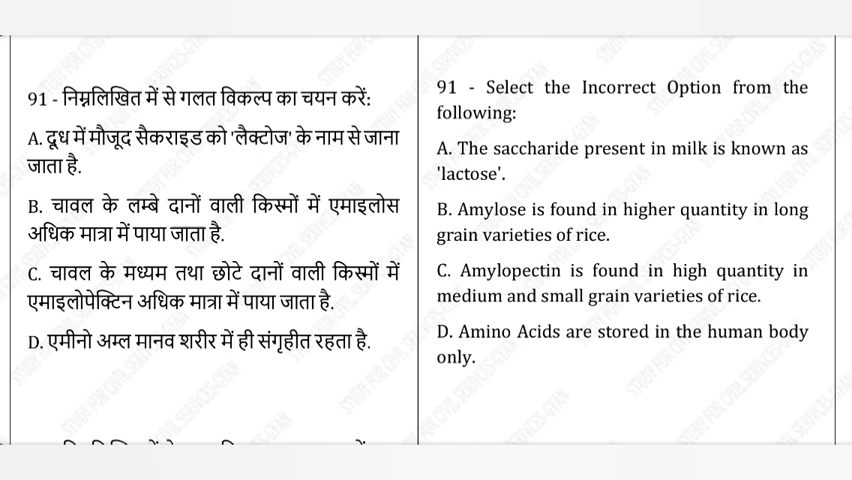 91 - निम्नलिखित में से गलत विकल्प का चयन करें:
A. दूध में मौजूद सैकराइड को 'लैक्टोज' के नाम से जाना
जाता है.
B. चावल के लम्बे दानों वाली किस्मों में एमाइलोस
अधिक मात्रा में पाया जाता है.
C. चावल के मध्यम तथा छोटे दानों वाली किस्मों में
एमाइलोपेक्टिन अधिक मात्रा में पाया जाता है.
D. एमीनो अम्ल मानव शरीर में ही संगृहीत रहता है.
91 - Select the Incorrect Option from the
following:
A. The saccharide present in milk is known as
'lactose'.
B. Amylose is found in higher quantity in long
grain varieties of rice.
C. Amylopectin is found in high quantity in
medium and small grain varieties of rice.
D. Amino Acids are stored in the human body
only.